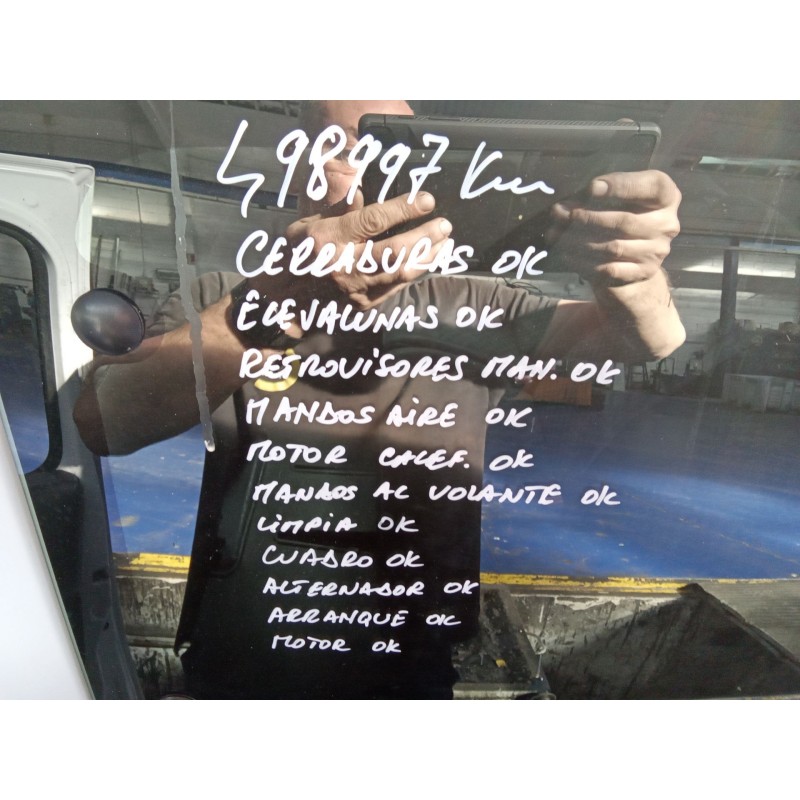 498997 Km
CERRADURAS OK
ÊLEVALUNAS OK
RETROVISORES MAN. OK
MANDOS AIRE OK
MOTOR CALEF. OK
MANDOS AL VOLANTE OK
LIMPIA OK
CUADRO OK
ALTERNADOR OK
ARRANQUE OK
MOTOR OK